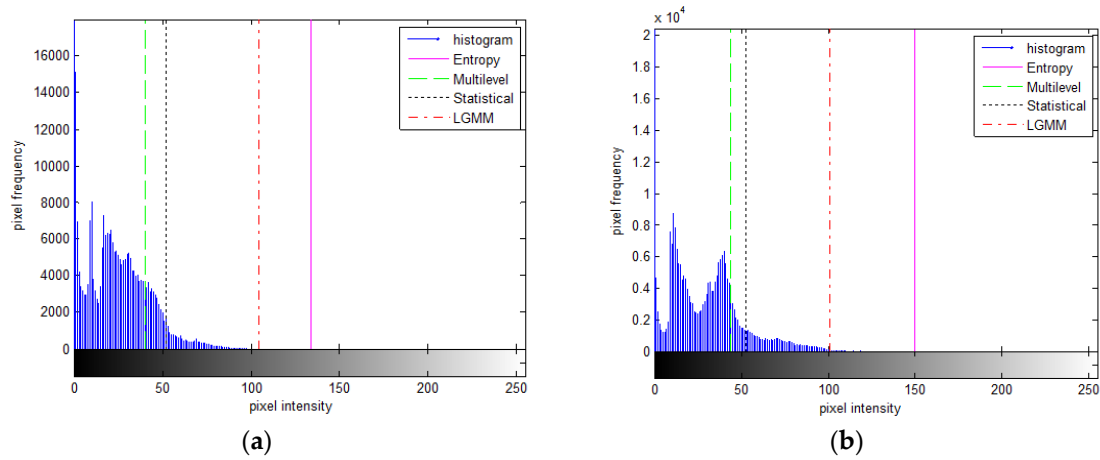 histogram
Entropy
Multilevel
Statistical
LGMM
16000
14000
12000
10000
8000
6000
4000
2000
0
pixel frequency
0 50 100 150 200 250
pixel intensity
(a)
x 10⁴
histogram
Entropy
Multilevel
Statistical
LGMM
2
1.8
1.6
1.4
1.2
1
0.8
0.6
0.4
0.2
0
pixel frequency
0 50 100 150 200 250
pixel intensity
(b)